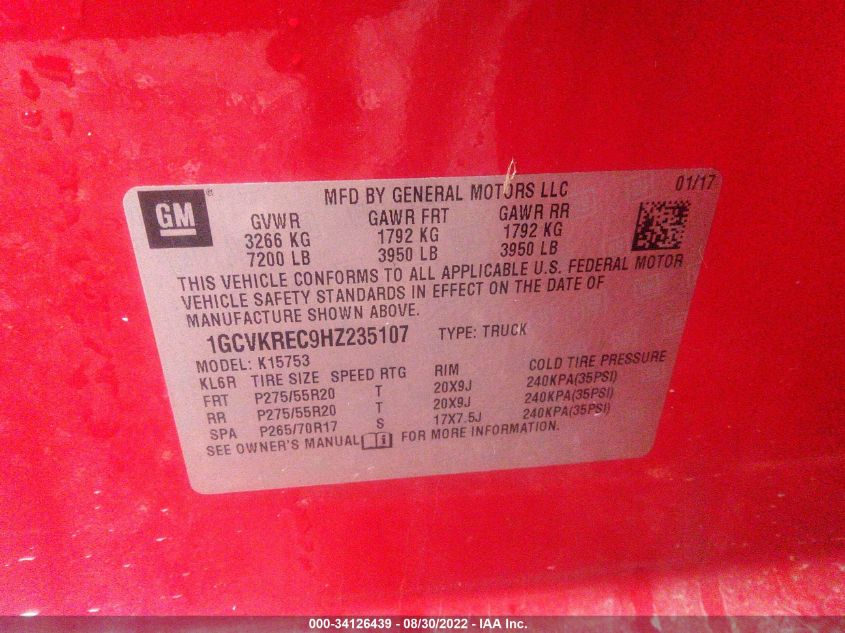 MFD BY GENERAL MOTORS LLC 01/17
GM®
GVWR GAWR FRT GAWR RR
3266 KG 1792 KG 1792 KG
7200 LB 3950 LB 3950 LB
THIS VEHICLE CONFORMS TO ALL APPLICABLE U.S. FEDERAL MOTOR
VEHICLE SAFETY STANDARDS IN EFFECT ON THE DATE OF
MANUFACTURE SHOWN ABOVE.
1GCVKREC9HZ235107 TYPE: TRUCK
MODEL: K15753
KL6R TIRE SIZE SPEED RTG RIM COLD TIRE PRESSURE
FRT P275/55R20 T 20X9J 240KPA(35PSI)
RR P275/55R20 T 20X9J 240KPA(35PSI)
SPA P265/70R17 S 17X7.5J 240KPA(35PSI)
SEE OWNER'S MANUAL FOR MORE INFORMATION.
000-34126439 - 08/30/2022 - IAA Inc.